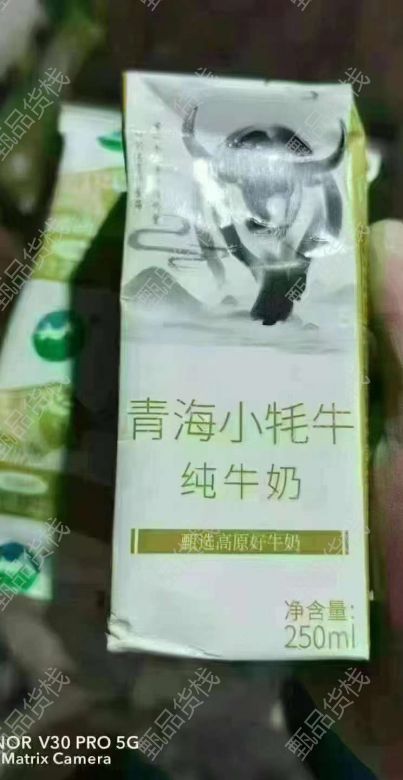 青海小牦牛
纯牛奶
甄选高原好牛奶
净含量:
250ml
NOR V30 PRO 5G
Matrix Camera
甄品货栈